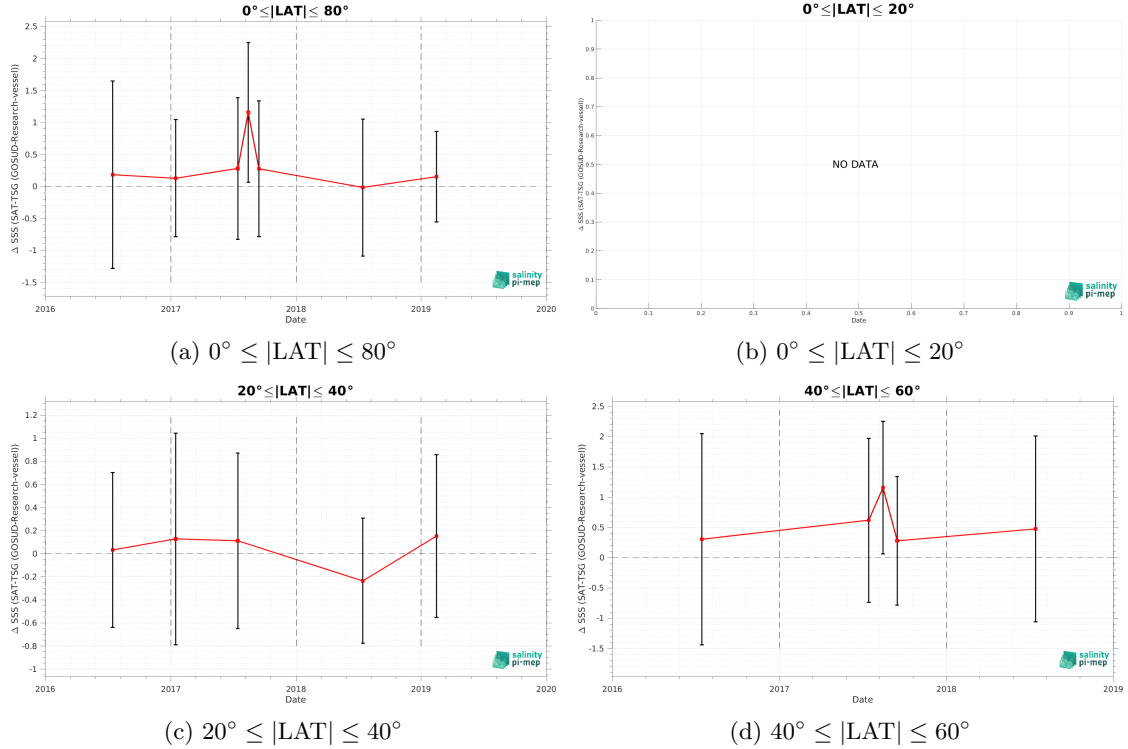 0°≤|LAT|≤ 80°
Δ SSS (SAT-TSG (GOSUD-Research-vessel))
2.5
2
1.5
1
0.5
0
-0.5
-1
-1.5
2016 2017 2018 2019 2020
Date
salinity
pi-mep
(a) 0° ≤ |LAT| ≤ 80°
0°≤|LAT|≤ 20°
Δ SSS (SAT-TSG (GOSUD-Research-vessel))
1
0.9
0.8
0.7
0.6
0.5
0.4
0.3
0.2
0.1
0
NO DATA
0 0.1 0.2 0.3 0.4 0.5 0.6 0.7 0.8 0.9 1
Date
salinity
pi-mep
(b) 0° ≤ |LAT| ≤ 20°
20°≤|LAT|≤ 40°
Δ SSS (SAT-TSG (GOSUD-Research-vessel))
1.2
1
0.8
0.6
0.4
0.2
0
-0.2
-0.4
-0.6
-0.8
-1
2016 2017 2018 2019 2020
Date
salinity
pi-mep
(c) 20° ≤ |LAT| ≤ 40°
40°≤|LAT|≤ 60°
Δ SSS (SAT-TSG (GOSUD-Research-vessel))
2.5
2
1.5
1
0.5
0
-0.5
-1
-1.5
2016 2017 2018 2019
Date
salinity
pi-mep
(d) 40° ≤ |LAT| ≤ 60°